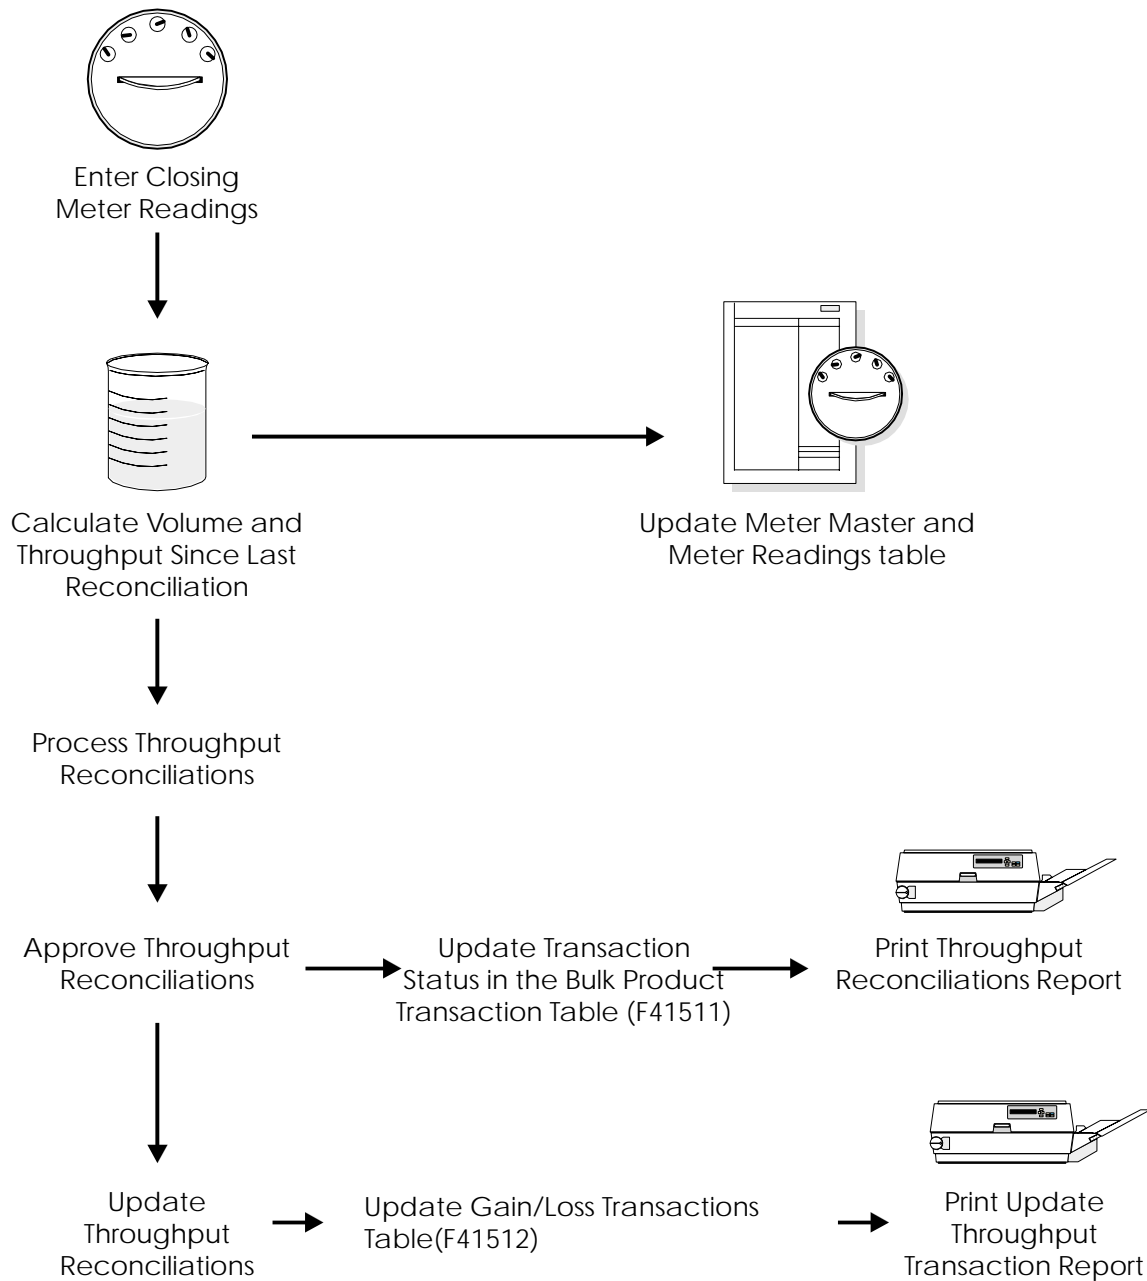 Enter Closing
Meter Readings
Calculate Volume and
Throughput Since Last
Reconciliation
Update Meter Master and
Meter Readings table
Process Throughput
Reconciliations
Approve Throughput
Reconciliations
Update Transaction
Status in the Bulk Product
Transaction Table (F41511)
Print Throughput
Reconciliations Report
Update
Throughput
Reconciliations
Update Gain/Loss Transactions
Table(F41512)
Print Update
Throughput
Transaction Report